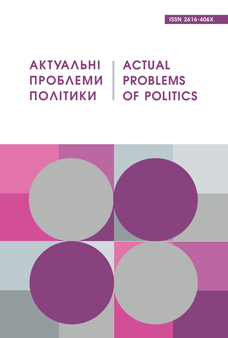 ISSN 2616-406X
АКТУАЛЬНІ
ПРОБЛЕМИ
ПОЛІТИКИ
ACTUAL
PROBLEMS
OF POLITICS